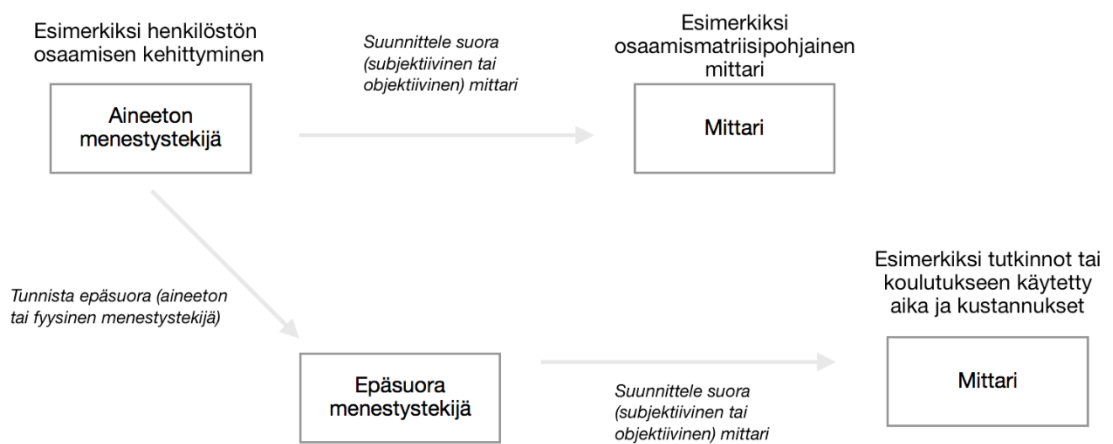 Esimerkiksi henkilöstön
osaamisen kehittyminen
Aineeton
menestystekijä
Suunnittele suora
(subjektiivinen tai
objektiivinen) mittari
Esimerkiksi
osaamismatriisipohjainen
mittari
Mittari
Tunnista epäsuora (aineeton
tai fyysinen menestystekijä)
Epäsuora
menestystekijä
Suunnittele suora
(subjektiivinen tai
objektiivinen) mittari
Esimerkiksi tutkinnot tai
koulutukseen käytetty
aika ja kustannukset
Mittari